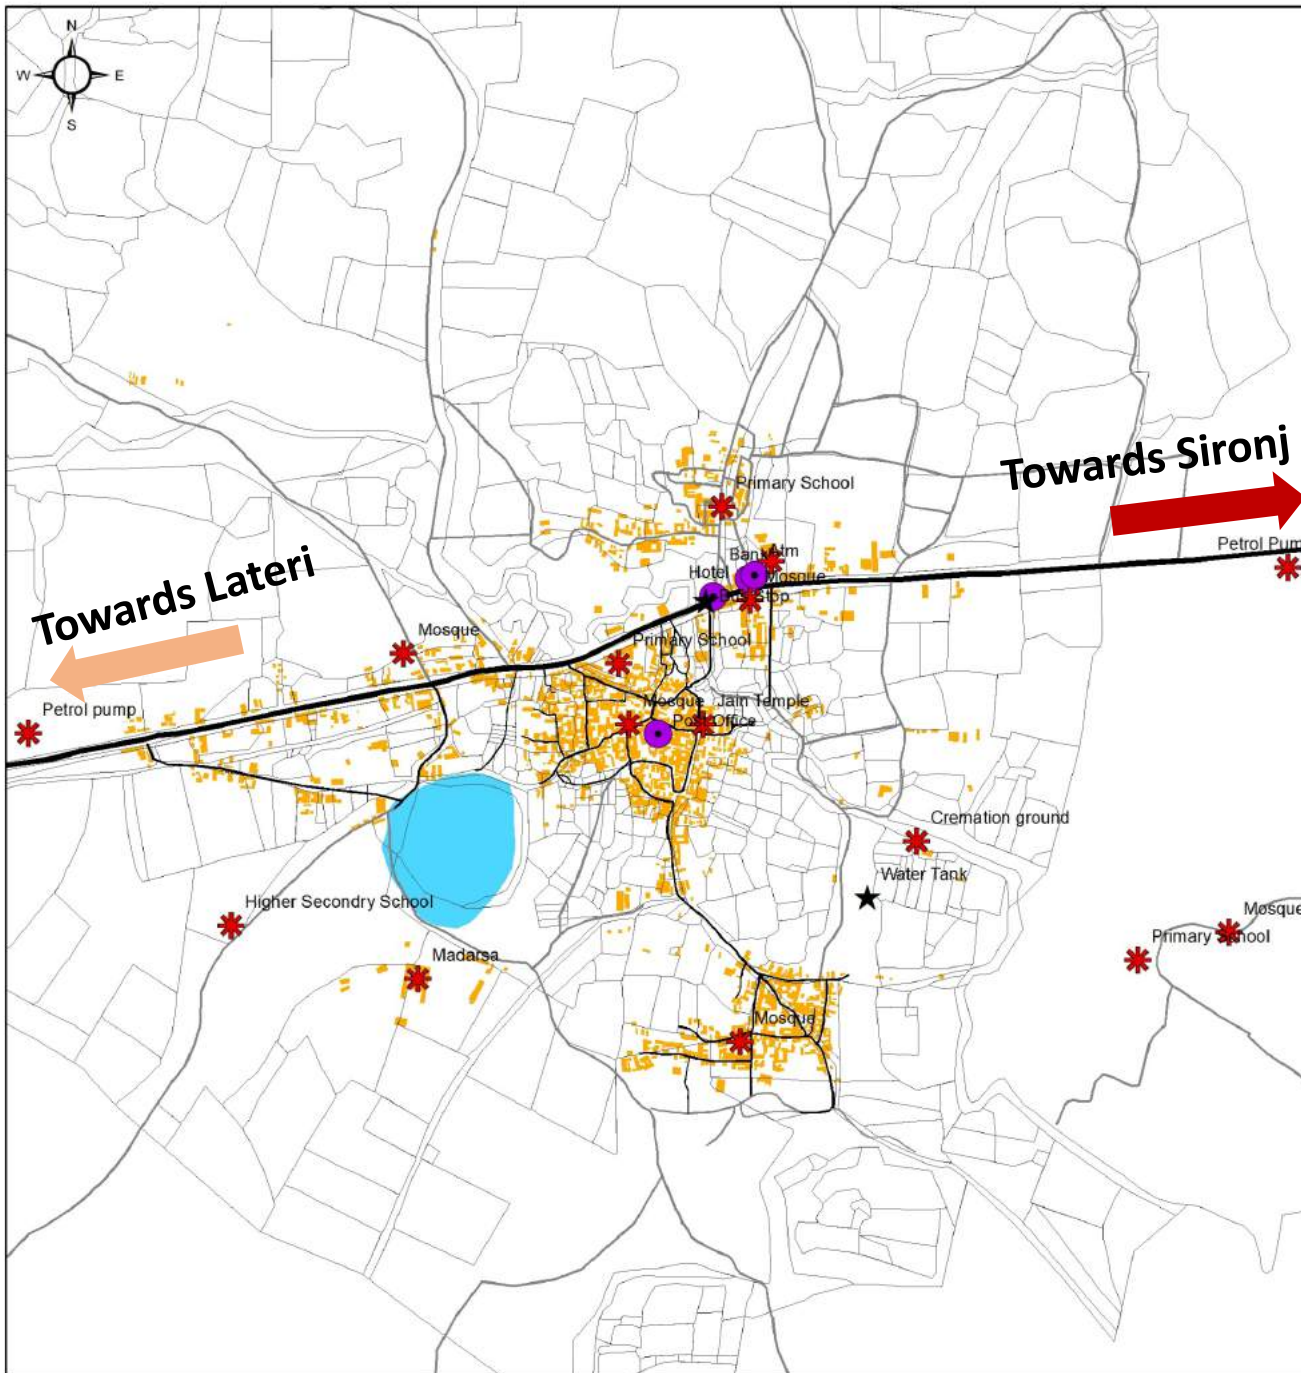 N
W E
S
Towards Sironj
Primary School
Petrol Pum
Bank Atm
Hotel Mosque
Bus Stop
Towards Lateri
Mosque
Primary School
Petrol pump
Mosque Jain Temple
Post Office
Cremation ground
Water Tank
Higher Secondry School
Mosque
Primary School
Madarsa
Mosque